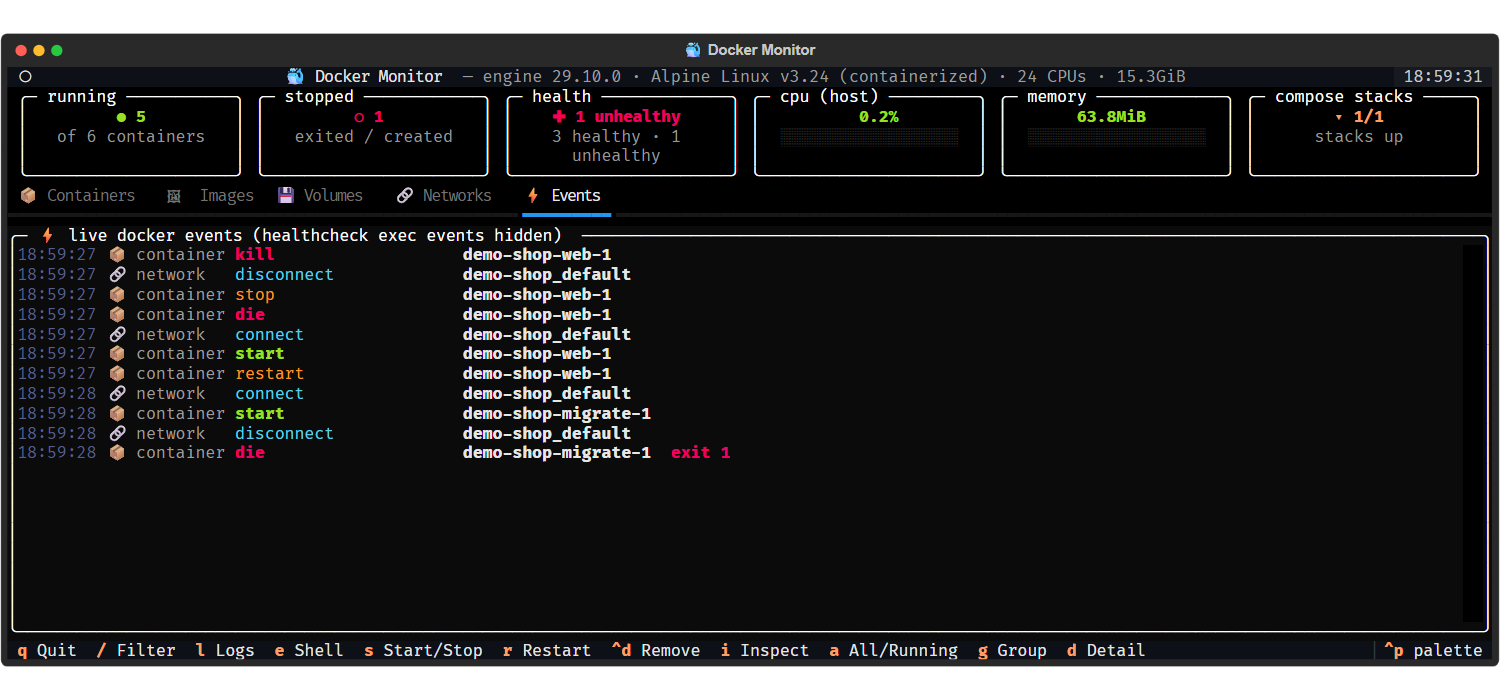 Docker Monitor
Docker Monitor — engine 29.10.0 · Alpine Linux v3.24 (containerized) · 24 CPUs · 15.3GiB 18:59:31
running stopped health cpu (host) memory compose stacks
● 5 ○ 1 ✚ 1 unhealthy 0.2% 63.8MiB ▾ 1/1
of 6 containers exited / created 3 healthy · 1 stacks up
unhealthy
Containers Images Volumes Networks Events
live docker events (healthcheck exec events hidden)
18:59:27 container kill demo-shop-web-1
18:59:27 network disconnect demo-shop_default
18:59:27 container stop demo-shop-web-1
18:59:27 container die demo-shop-web-1
18:59:27 network connect demo-shop_default
18:59:27 container start demo-shop-web-1
18:59:27 container restart demo-shop-web-1
18:59:28 network connect demo-shop_default
18:59:28 container start demo-shop-migrate-1
18:59:28 network disconnect demo-shop_default
18:59:28 container die demo-shop-migrate-1 exit 1
q Quit / Filter l Logs e Shell s Start/Stop r Restart ^d Remove i Inspect a All/Running g Group d Detail ^p palette